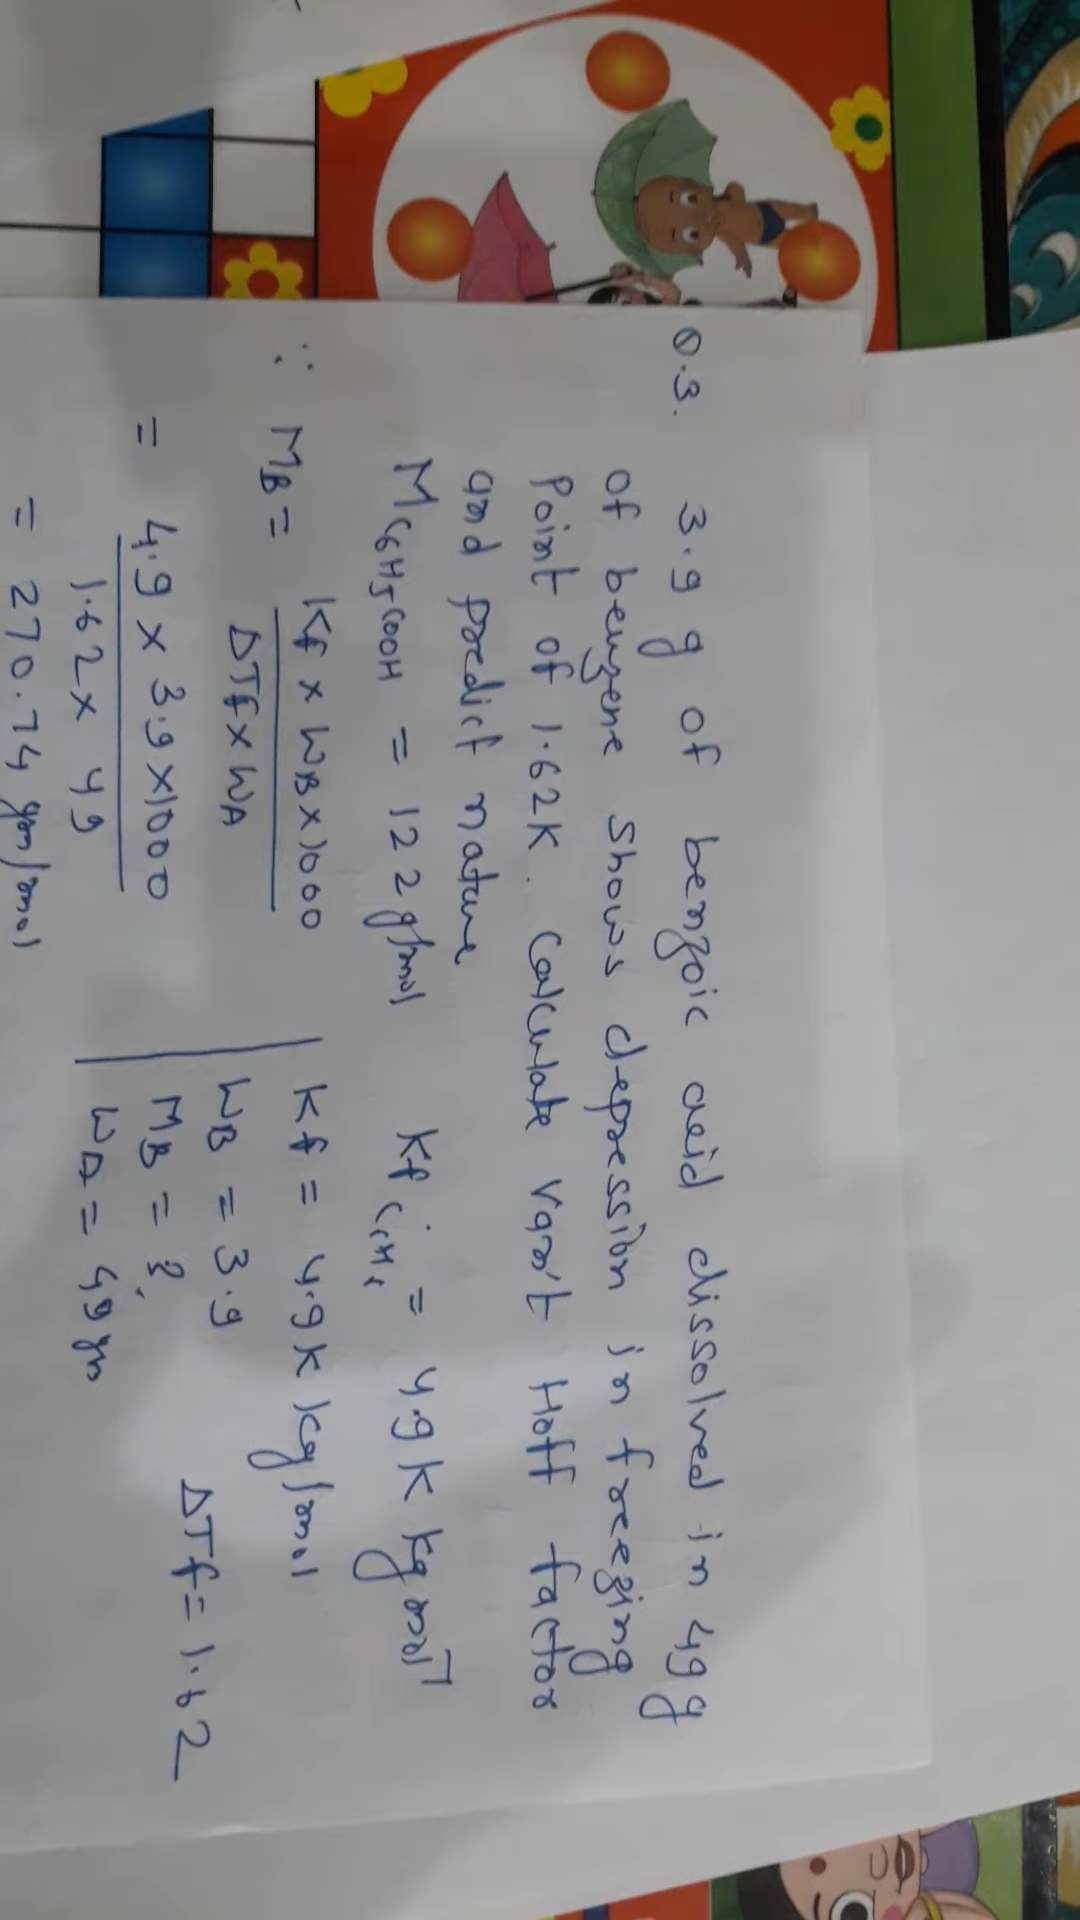 Q.3. 3.9 g of benzoic acid dissolved in 49 g
of benzene shows depression in freezing
Point of 1.62K. Calculate Van't Hoff factor
and predict nature
M C6H5COOH = 122 g/mol Kf C6H6 = 4.9 K kg mol⁻¹
∴ MB = Kf × WB × 1000 / ΔTf × WA
= 4.9 × 3.9 × 1000 / 1.62 × 49
= 270.74 gm/mol
Kf = 4.9 K kg/mol
WB = 3.9
MB = ?
WA = 49 gm
ΔTf = 1.62